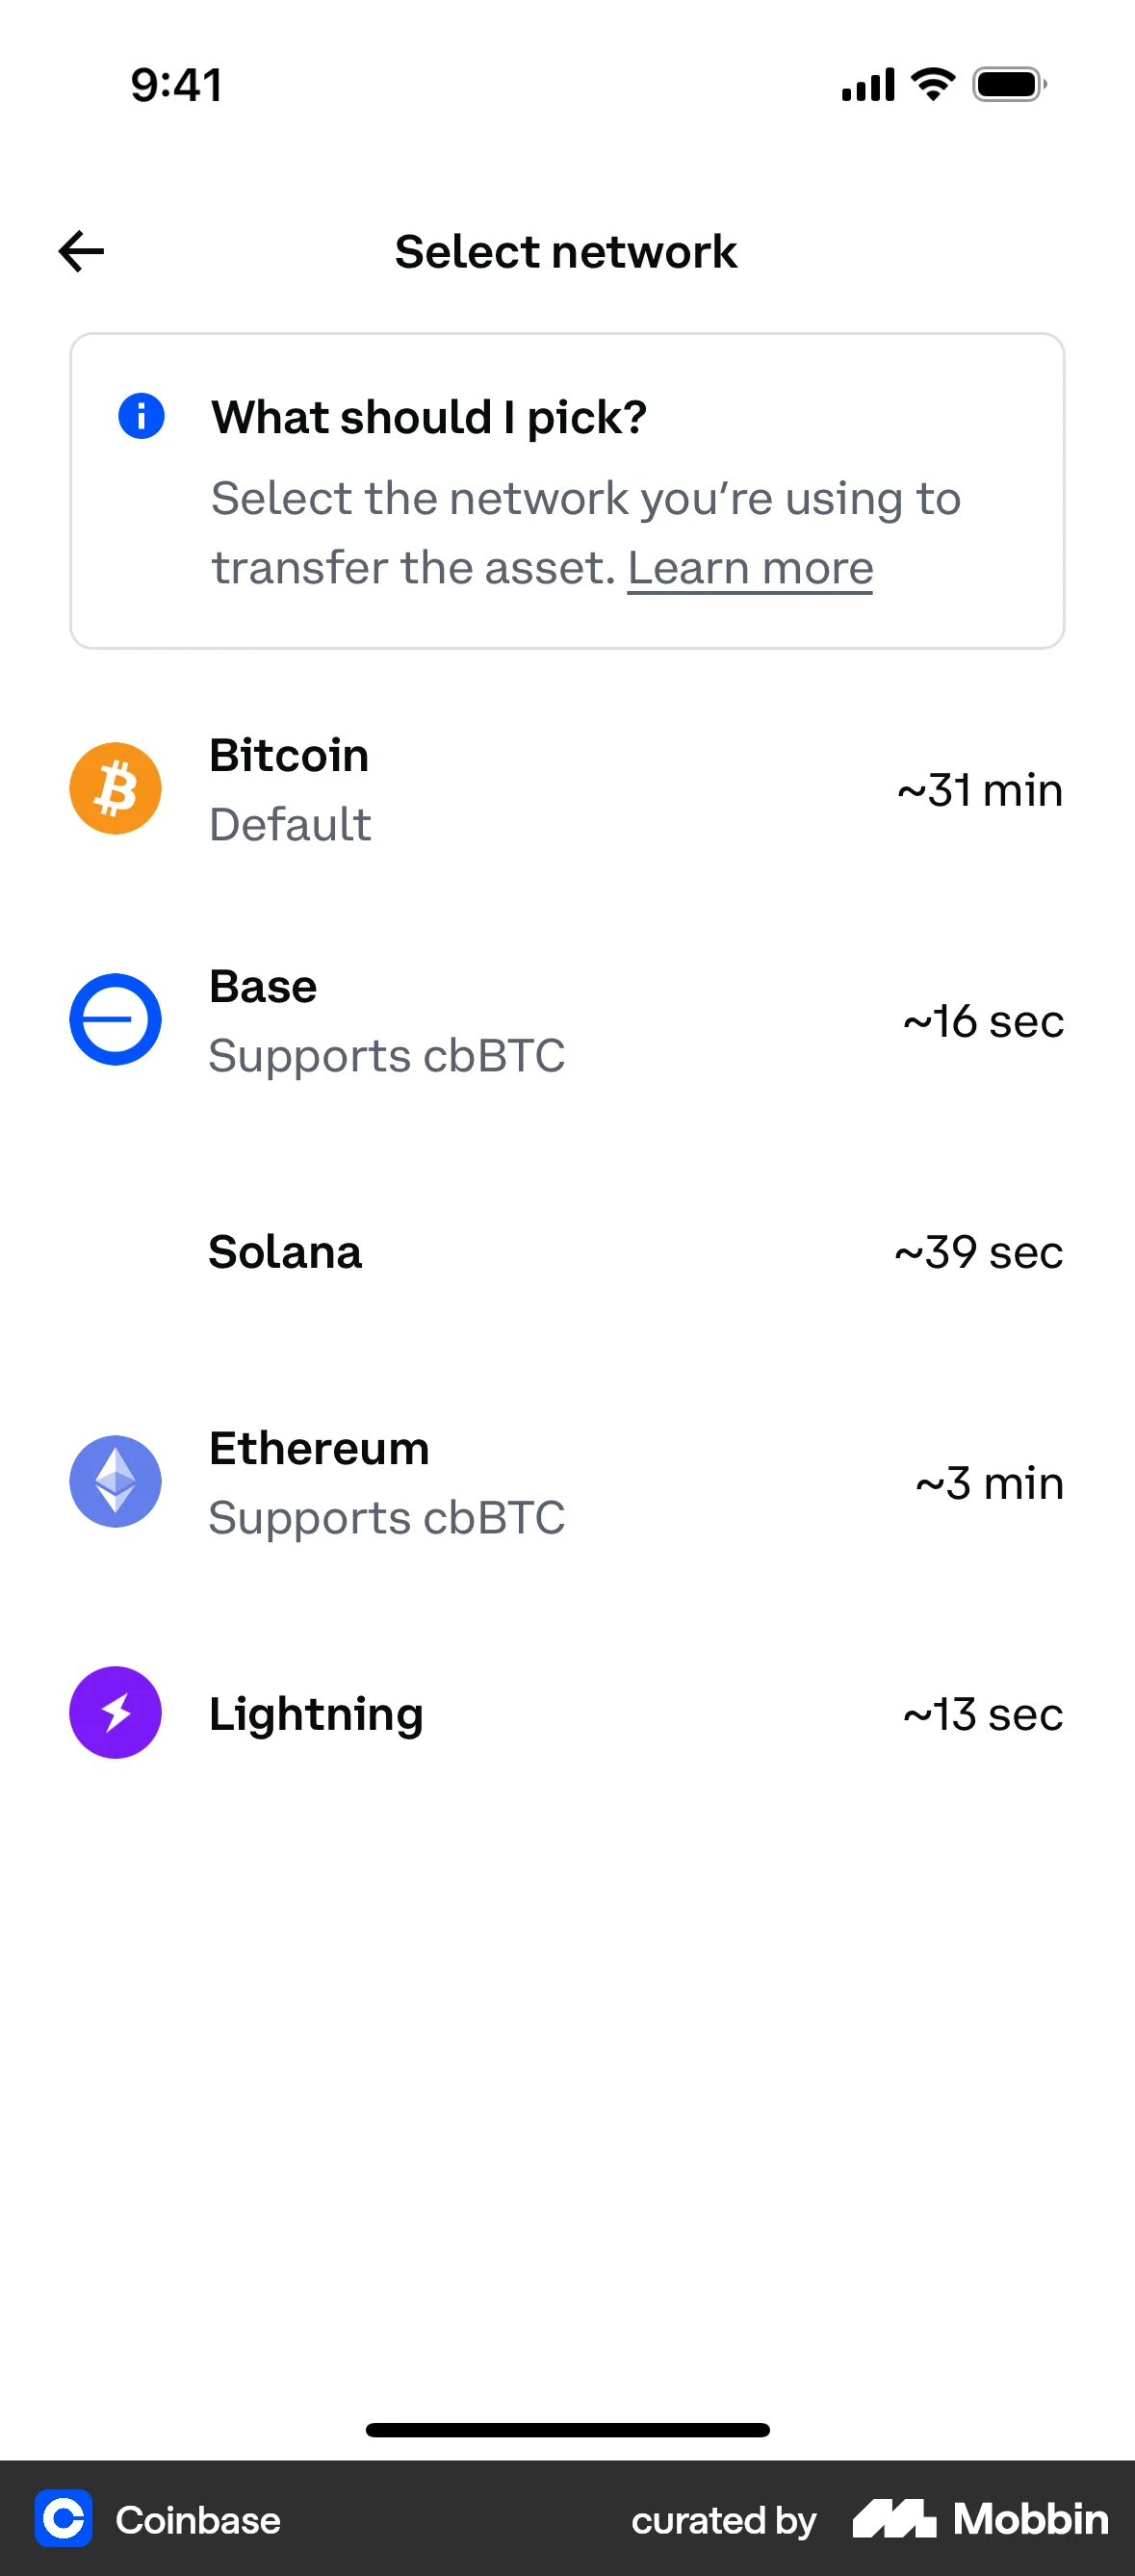 9:41
Select network
What should I pick?
Select the network you’re using to
transfer the asset. Learn more
Bitcoin
Default
~31 min
Base
Supports cbBTC
~16 sec
Solana
~39 sec
Ethereum
Supports cbBTC
~3 min
Lightning
~13 sec
Coinbase
curated by
Mobbin